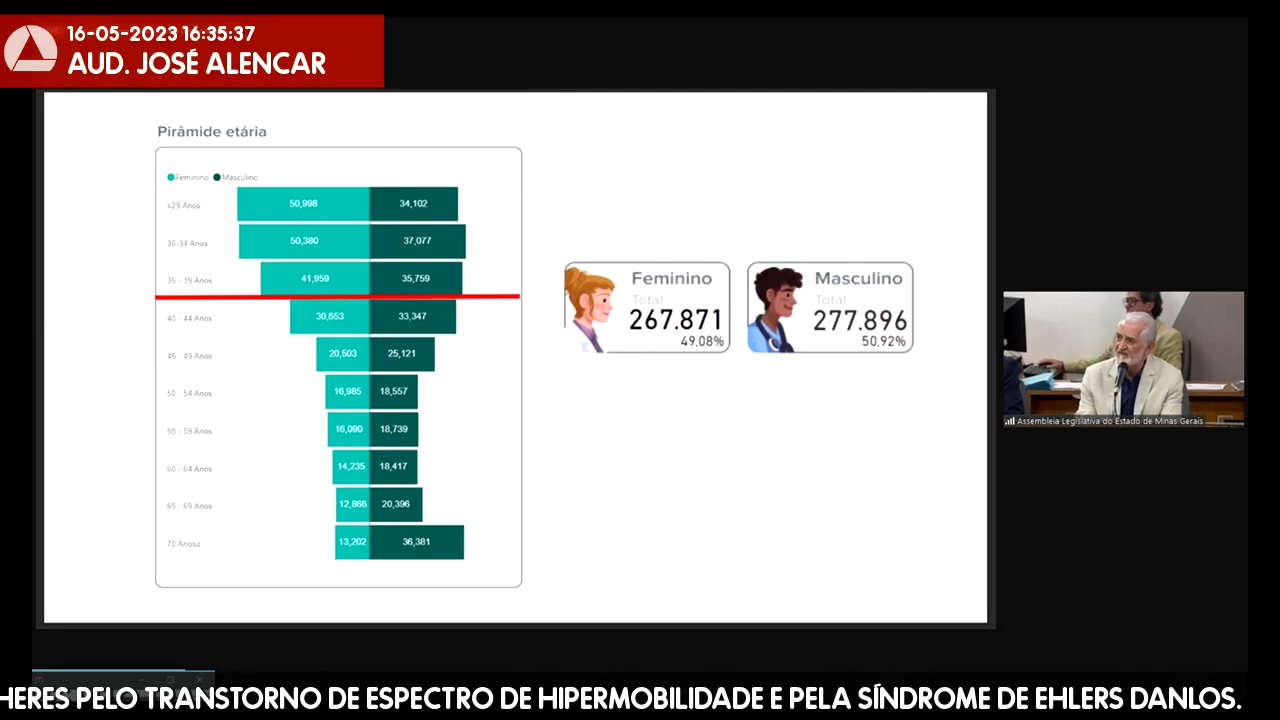 16-05-2023 16:35:37
AUD. JOSÉ ALENCAR
Pirâmide etária
Feminino Masculino
≤29 Anos 50,998 34,102
30-34 Anos 50,380 37,077
35 - 39 Anos 41,959 35,759
40 - 44 Anos 30,653 33,347
45 - 49 Anos 20,503 25,121
50 - 54 Anos 16,985 18,557
55 - 59 Anos 16,090 18,739
60 - 64 Anos 14,235 18,417
65 - 69 Anos 12,866 20,396
70 Anos≥ 13,202 36,381
Feminino
Total
267.871
49,08%
Masculino
Total
277.896
50,92%
Assembleia Legislativa do Estado de Minas Gerais
HERES PELO TRANSTORNO DE ESPECTRO DE HIPERMOBILIDADE E PELA SÍNDROME DE EHLERS DANLOS.